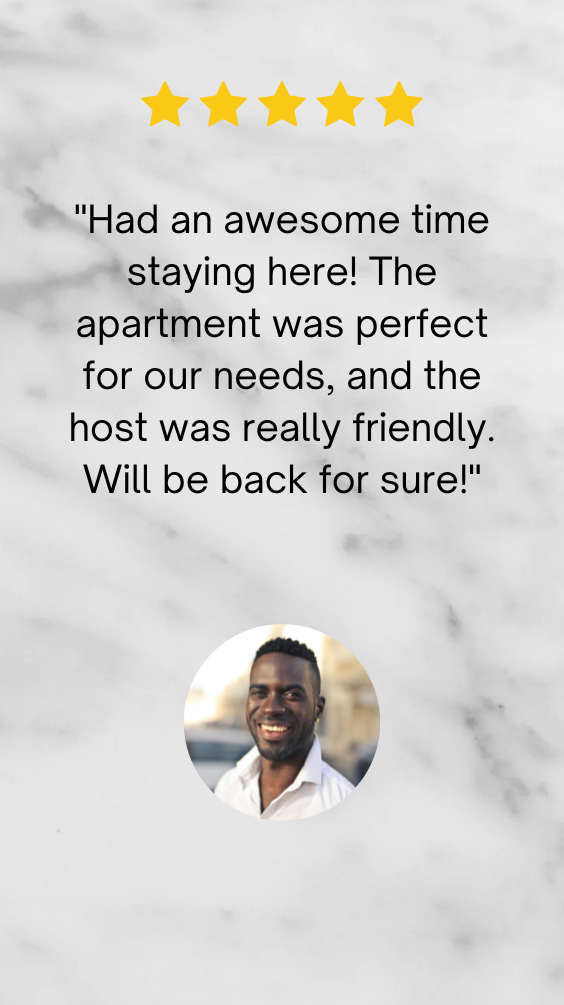 "Had an awesome time
staying here! The
apartment was perfect
for our needs, and the
host was really friendly.
Will be back for sure!"